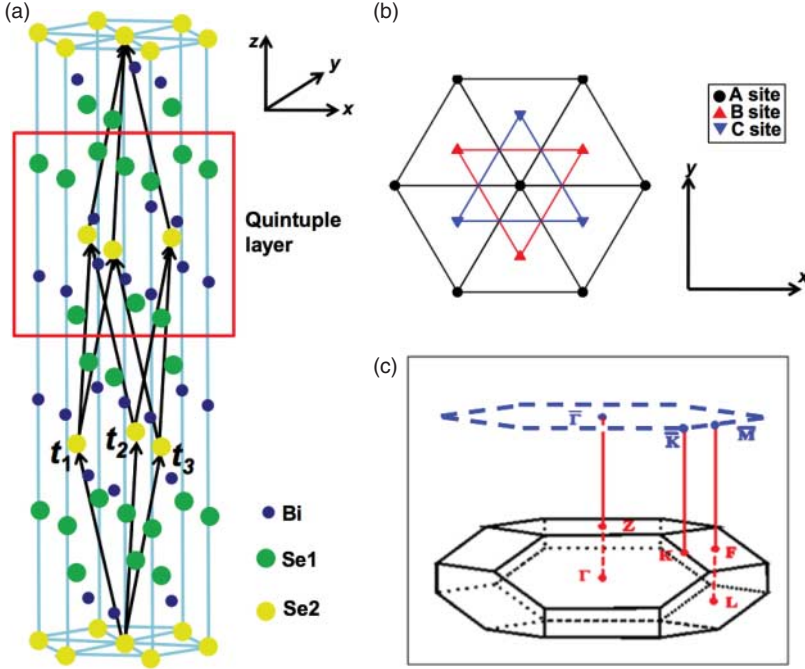 (a)
z
y
x
Quintuple
layer
t1
t2
t3
Bi
Se1
Se2
(b)
A site
B site
C site
y
x
(c)
Γ̅
K̅
M̅
Z
K
F
Γ
L